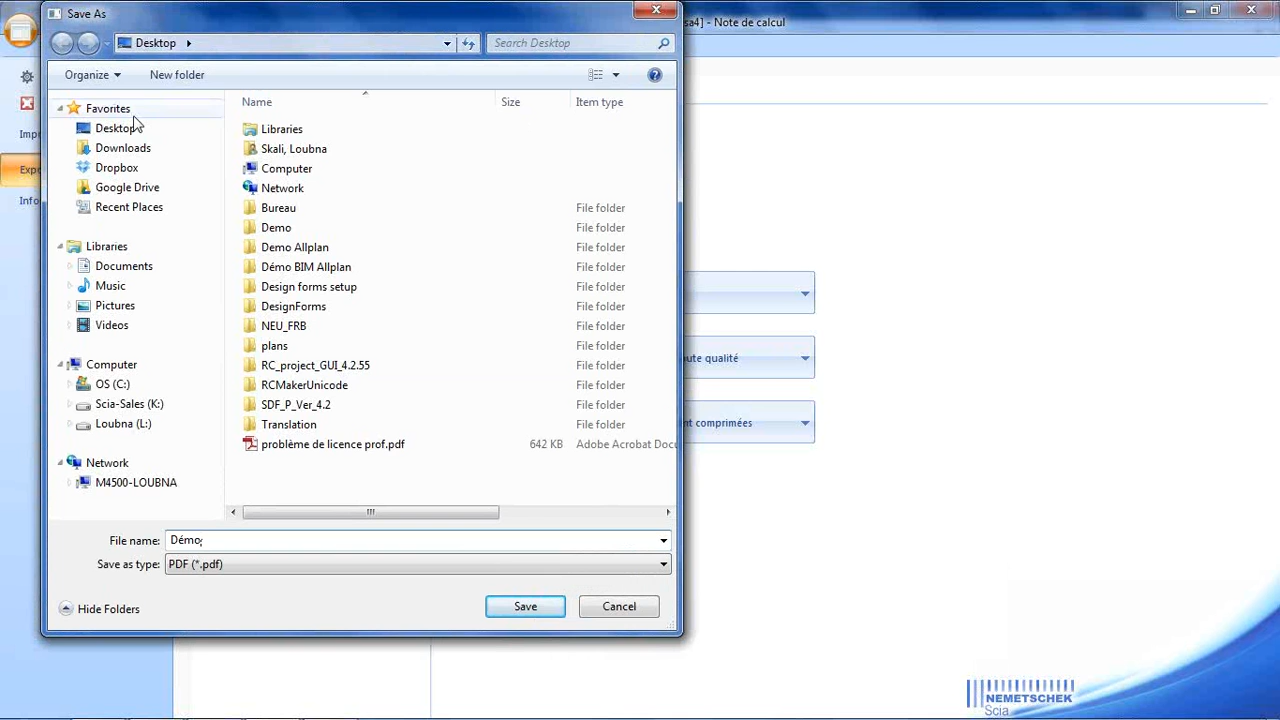 Save As
sa4] - Note de calcul
Desktop
Search Desktop
Organize
New folder
Favorites
Desktop
Downloads
Dropbox
Google Drive
Recent Places
Libraries
Documents
Music
Pictures
Videos
Computer
OS (C:)
Scia-Sales (K:)
Loubna (L:)
Network
M4500-LOUBNA
Name Size Item type
Libraries
Skali, Loubna
Computer
Network
Bureau File folder
Demo File folder
Demo Allplan File folder
Démo BIM Allplan File folder
Design forms setup File folder
DesignForms File folder
NEU_FRB File folder
plans File folder
RC_project_GUI_4.2.55 File folder
RCMakerUnicode File folder
SDF_P_Ver_4.2 File folder
Translation File folder
problème de licence prof.pdf 642 KB Adobe Acrobat Docu
File name: Démo;
Save as type: PDF (*.pdf)
Hide Folders
Save
Cancel
Imp
Exp
Info
ute qualité
nt comprimées
NEMETSCHEK
Scia